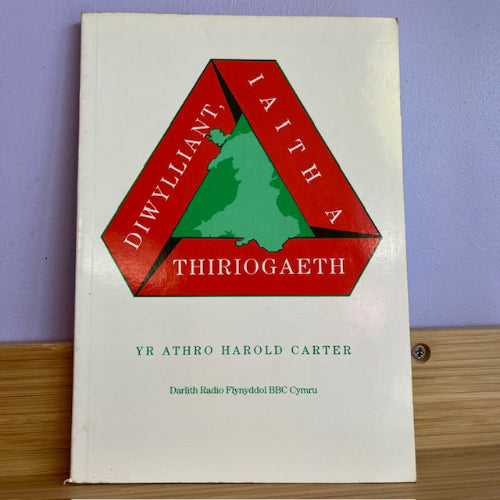 DIWYLLIANT,
IAITH A
THIRIOGAETH
YR ATHRO HAROLD CARTER
Darlith Radio Flynyddol BBC Cymru